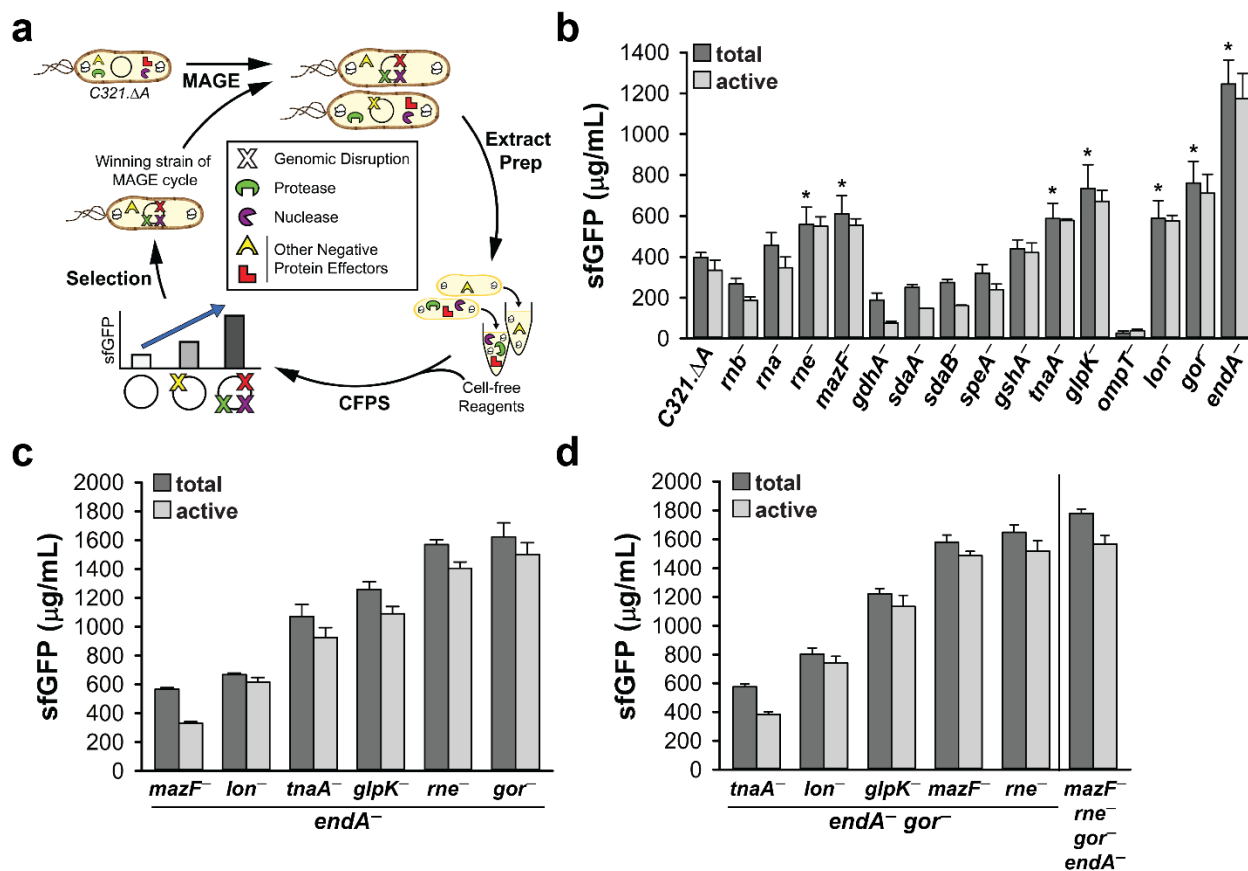 a
C321.ΔA
MAGE
Extract
Prep
Winning strain of
MAGE cycle
Genomic Disruption
Protease
Nuclease
Other Negative
Protein Effectors
Selection
sfGFP
CFPS
Cell-free
Reagents
b
total
active
sfGFP (μg/mL)
1400
1200
1000
800
600
400
200
0
* * * * * * *
C321.ΔA
rnb–
rna–
rne–
mazF–
gdhA–
sdaA–
sdaB–
speA–
gshA–
tnaA–
glpK–
ompT–
lon–
gor–
endA–
c
total
active
sfGFP (μg/mL)
2000
1800
1600
1400
1200
1000
800
600
400
200
0
mazF– lon– tnaA– glpK– rne– gor–
endA–
d
total
active
sfGFP (μg/mL)
2000
1800
1600
1400
1200
1000
800
600
400
200
0
tnaA– lon– glpK– mazF– rne–
endA– gor–
mazF–
rne–
gor–
endA–